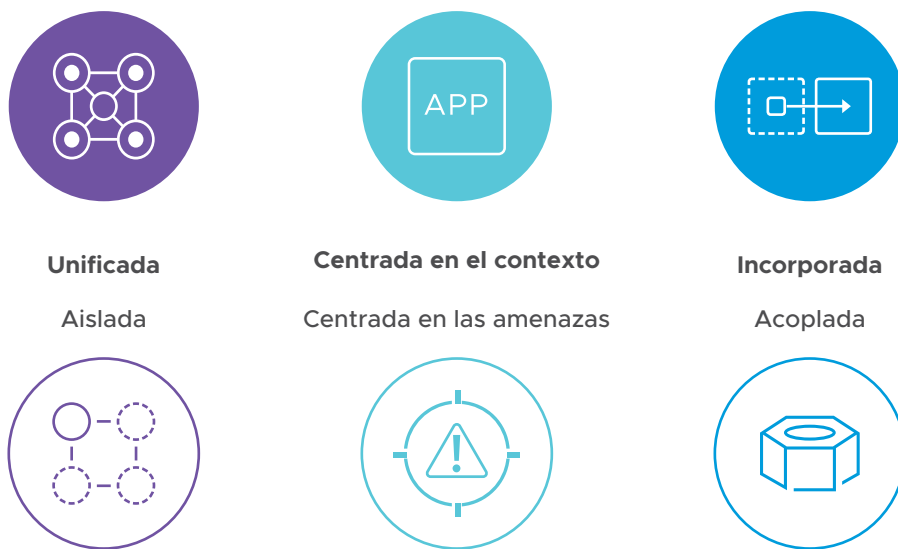 APP
Unificada
Centrada en el contexto
Incorporada
Aislada
Centrada en las amenazas
Acoplada